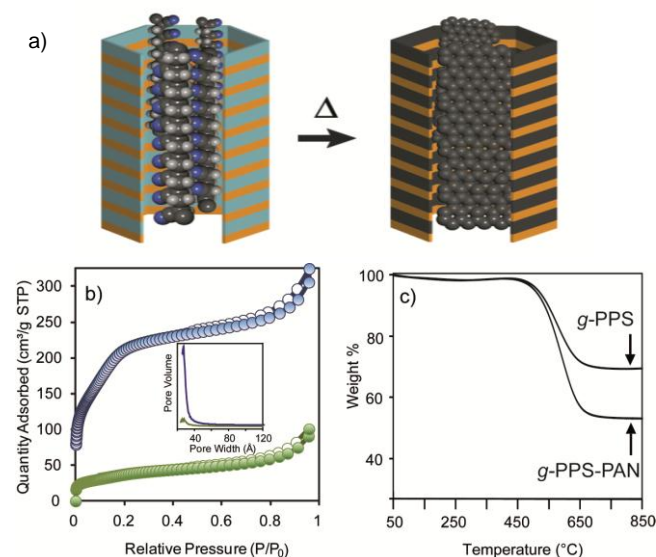 a)
Δ
b)
Quantity Adsorbed (cm³/g STP)
300
250
200
150
100
50
0
0
0.2
0.4
0.6
0.8
1
Relative Pressure (P/P₀)
Pore Volume
40
80
120
Pore Width (Å)
c)
Weight %
100
80
60
40
g-PPS
g-PPS-PAN
50
250
450
650
850
Temperature (°C)